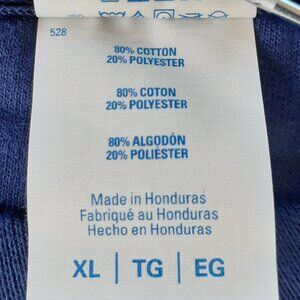 528
80% COTTON
20% POLYESTER
80% COTON
20% POLYESTER
80% ALGODÓN
20% POLIÉSTER
Made in Honduras
Fabriqué au Honduras
Hecho en Honduras
XL | TG | EG